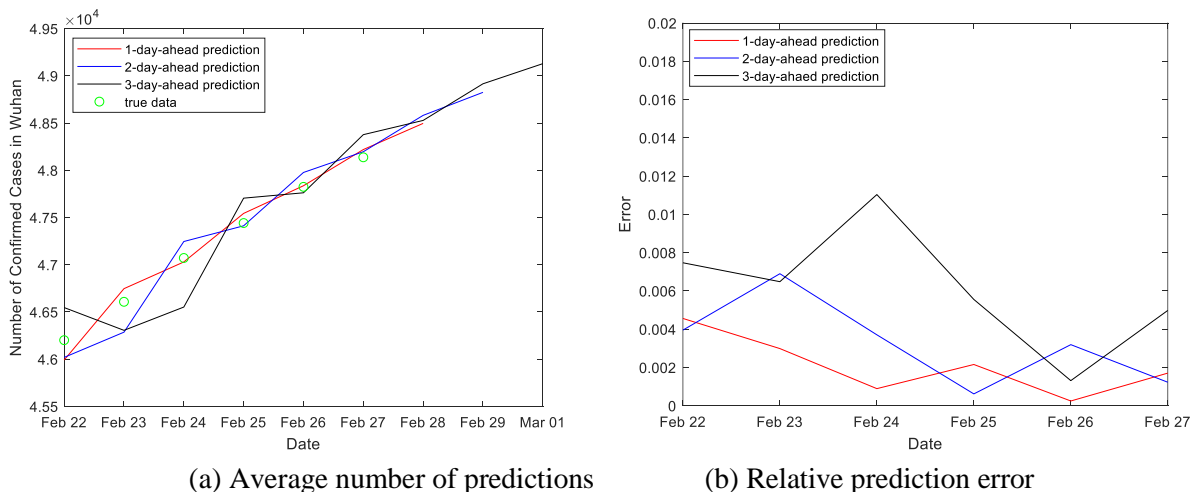 ×10⁴
4.95
4.9
4.85
4.8
4.75
4.7
4.65
4.6
4.55
Number of Confirmed Cases in Wuhan
1-day-ahead prediction
2-day-ahead prediction
3-day-ahead prediction
true data
Feb 22 Feb 23 Feb 24 Feb 25 Feb 26 Feb 27 Feb 28 Feb 29 Mar 01
Date
(a) Average number of predictions
0.02
0.018
0.016
0.014
0.012
0.01
0.008
0.006
0.004
0.002
0
Error
1-day-ahead prediction
2-day-ahead prediction
3-day-ahaed prediction
Feb 22 Feb 23 Feb 24 Feb 25 Feb 26 Feb 27
Date
(b) Relative prediction error